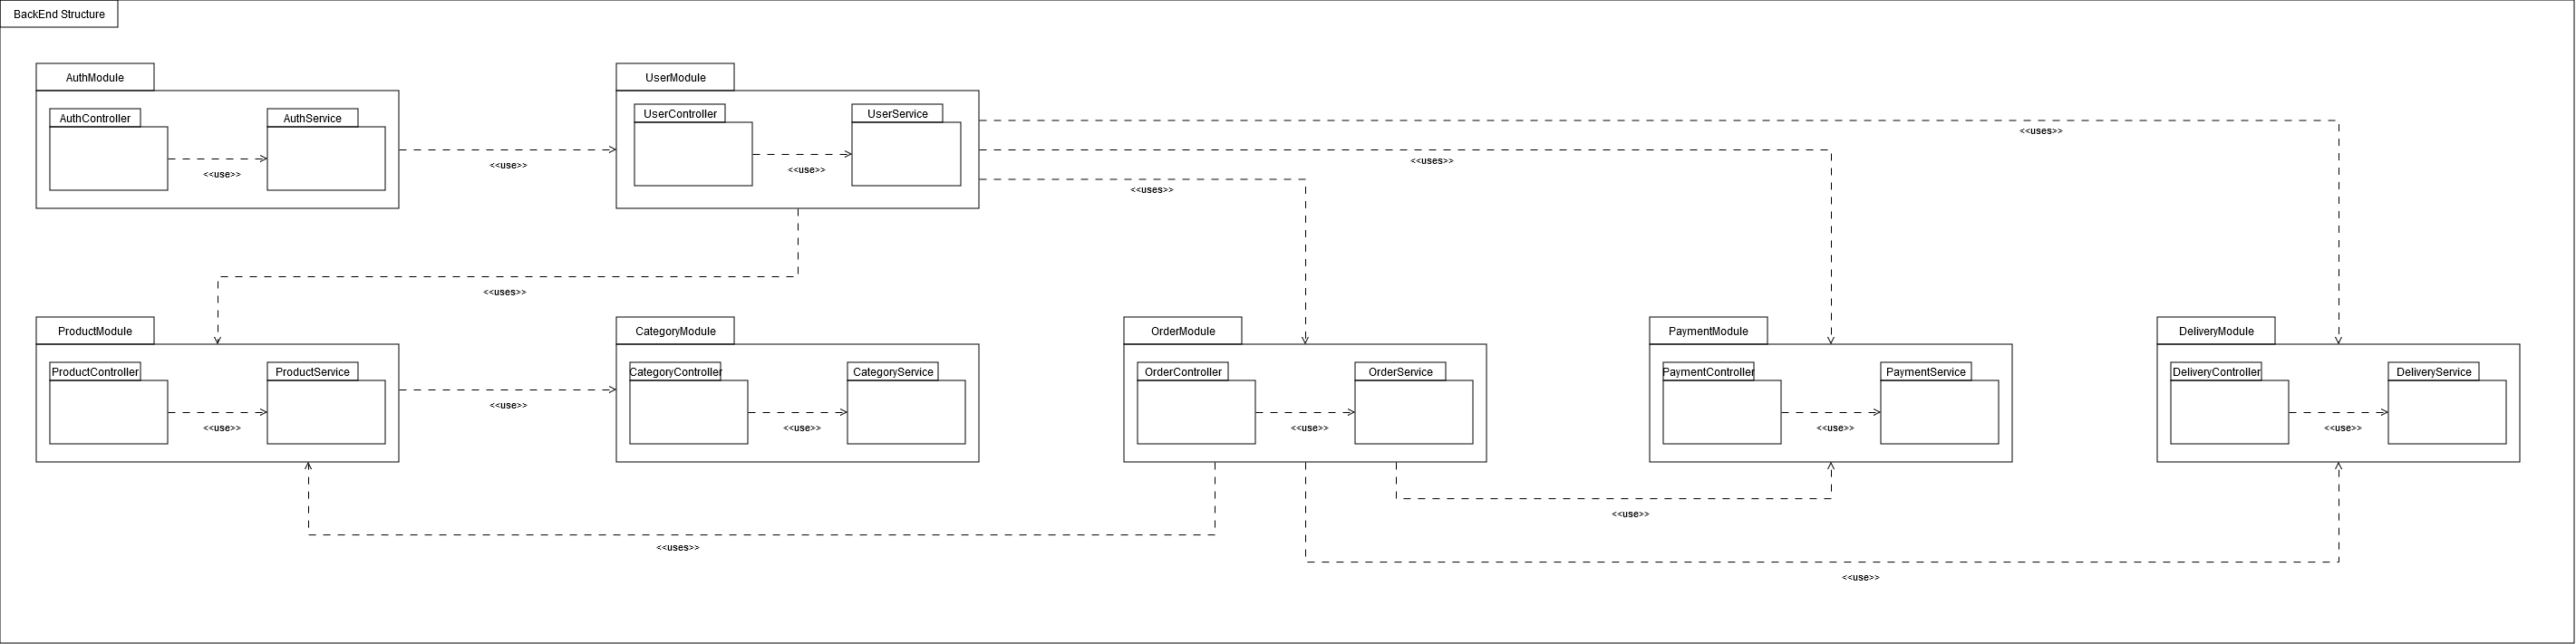 BackEnd Structure
AuthModule
UserModule
AuthController
AuthService
UserController
UserService
<<use>>
<<use>>
<<use>>
<<uses>>
<<uses>>
<<uses>>
<<uses>>
ProductModule
CategoryModule
OrderModule
PaymentModule
DeliveryModule
ProductController
ProductService
CategoryController
CategoryService
OrderController
OrderService
PaymentController
PaymentService
DeliveryController
DeliveryService
<<use>>
<<use>>
<<use>>
<<use>>
<<use>>
<<use>>
<<use>>
<<uses>>
<<use>>